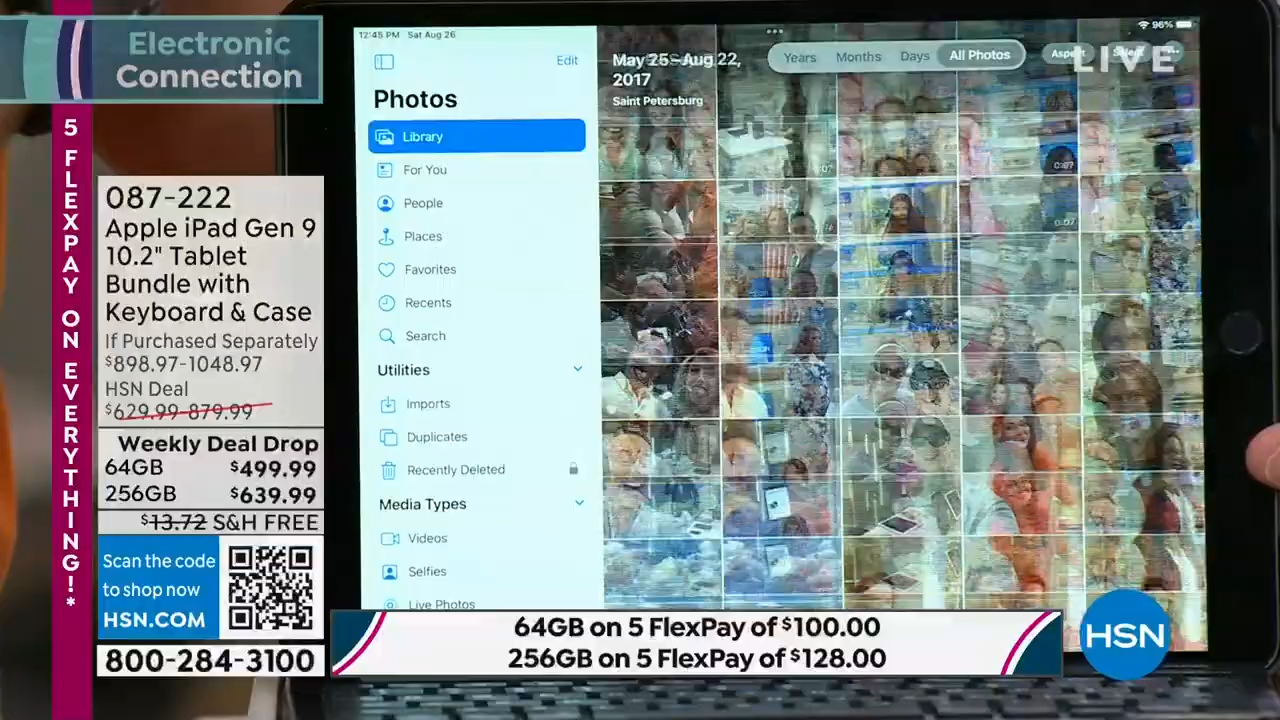 Electronic
Connection
5 FLEXPAY ON EVERYTHING!*
087-222
Apple iPad Gen 9
10.2" Tablet
Bundle with
Keyboard & Case
If Purchased Separately
$898.97-1048.97
HSN Deal
$629.99-879.99
Weekly Deal Drop
64GB $499.99
256GB $639.99
$13.72 S&H FREE
Scan the code
to shop now
HSN.COM
800-284-3100
12:45 PM Sat Aug 26
96%
Edit
Photos
Library
For You
People
Places
Favorites
Recents
Search
Utilities
Imports
Duplicates
Recently Deleted
Media Types
Videos
Selfies
Live Photos
May 25-Aug 22,
2017
Saint Petersburg
Years Months Days All Photos
LIVE
0:07
0:07
64GB on 5 FlexPay of $100.00
256GB on 5 FlexPay of $128.00
HSN